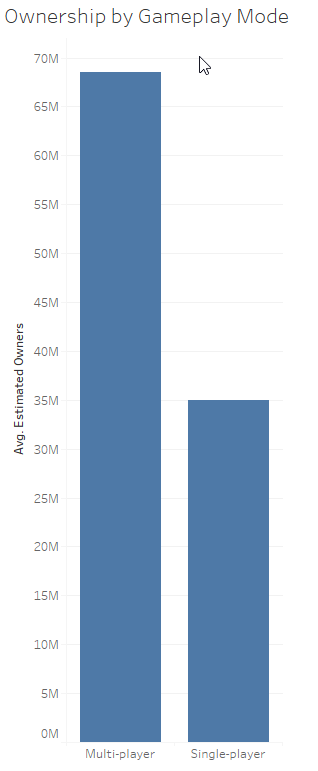 Ownership by Gameplay Mode
70M
65M
60M
55M
50M
45M
40M
35M
30M
25M
20M
15M
10M
5M
0M
Avg. Estimated Owners
Multi-player
Single-player